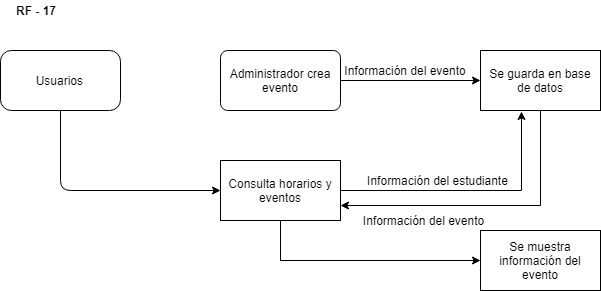 RF - 17
Usuarios
Administrador crea
evento
Información del evento
Se guarda en base
de datos
Consulta horarios y
eventos
Información del estudiante
Información del evento
Se muestra
información del
evento